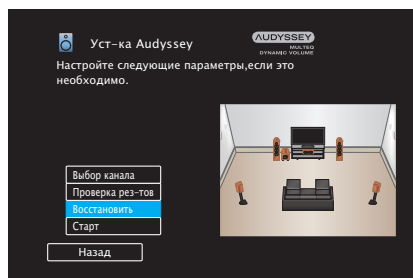 Уст-ка Audyssey
AUDYSSEY
MULTEQ
DYNAMIC VOLUME
Настройте следующие параметры,если это
необходимо.
Выбор канала
Проверка рез-тов
Восстановить
Старт
Назад